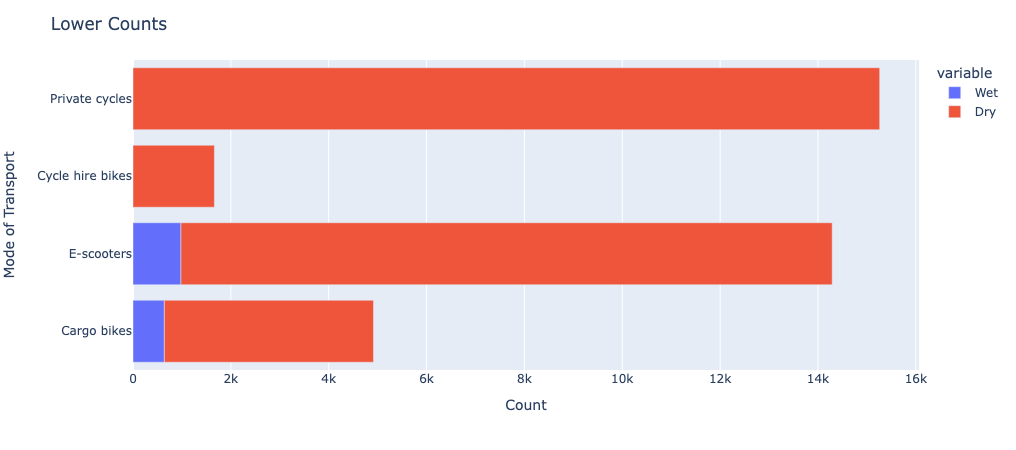 Lower Counts
variable
Wet
Dry
Mode of Transport
Private cycles
Cycle hire bikes
E-scooters
Cargo bikes
0 2k 4k 6k 8k 10k 12k 14k 16k
Count